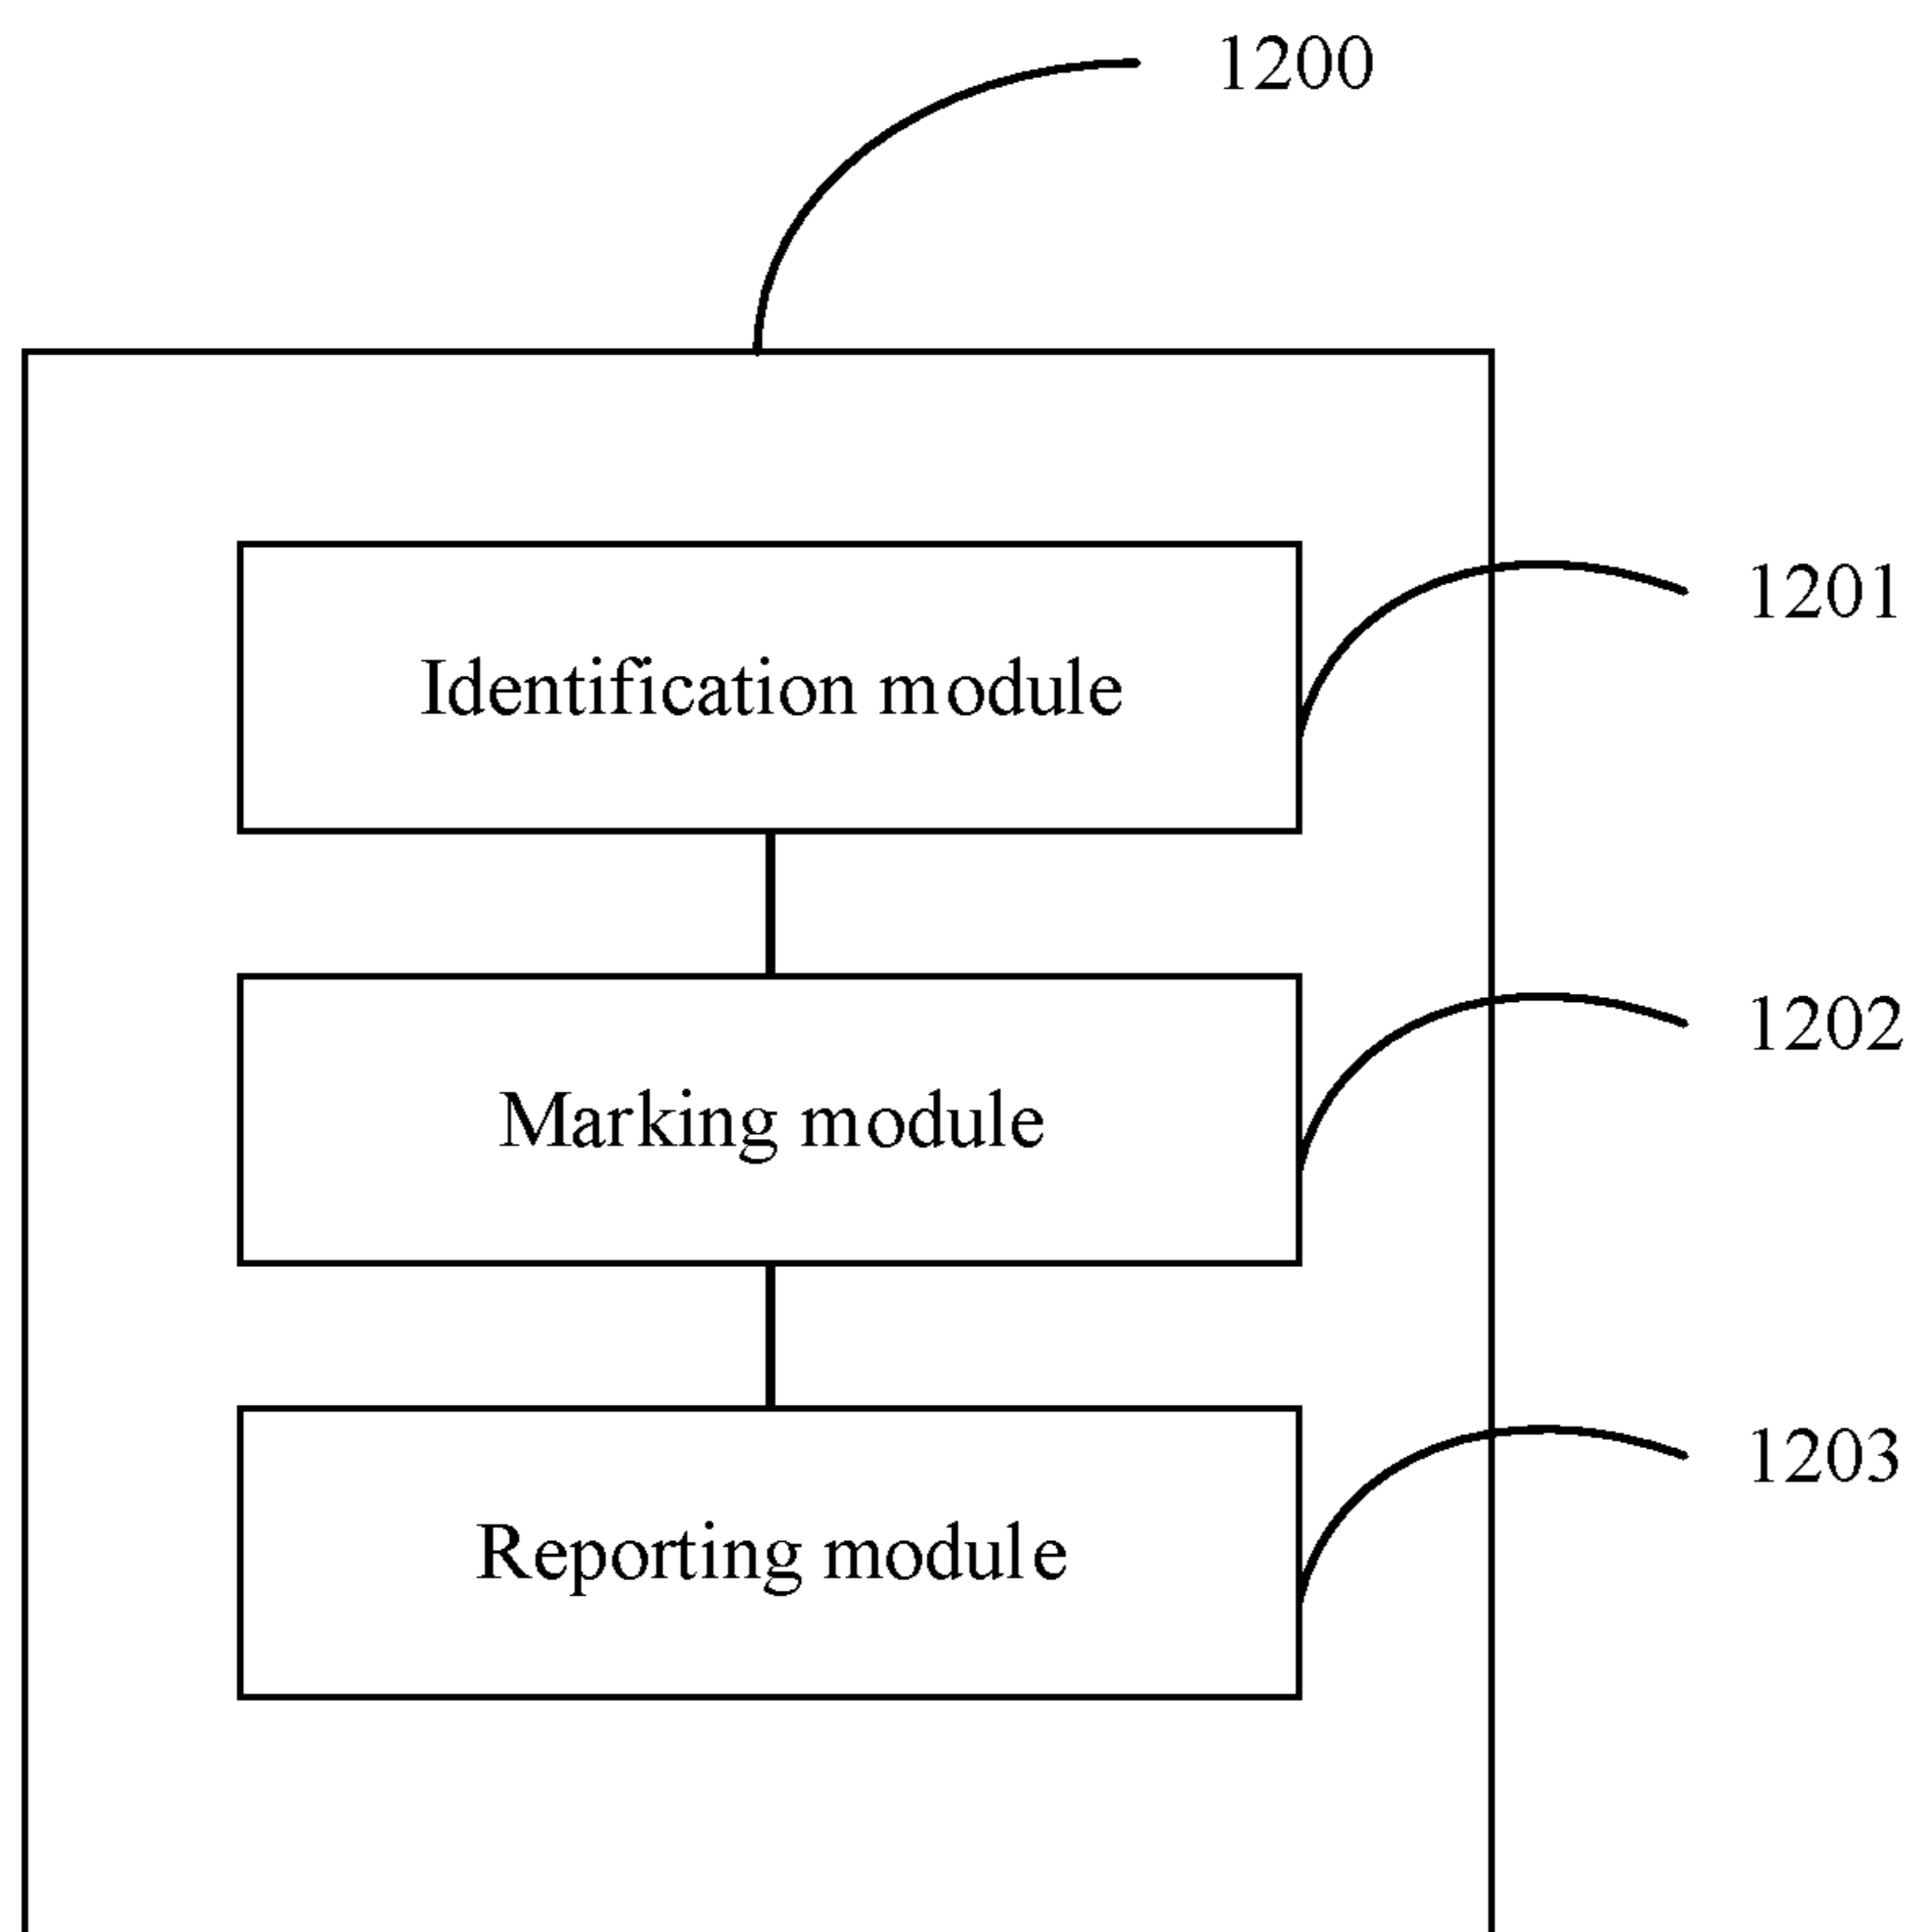 1200
1201
Identification module
1202
Marking module
1203
Reporting module